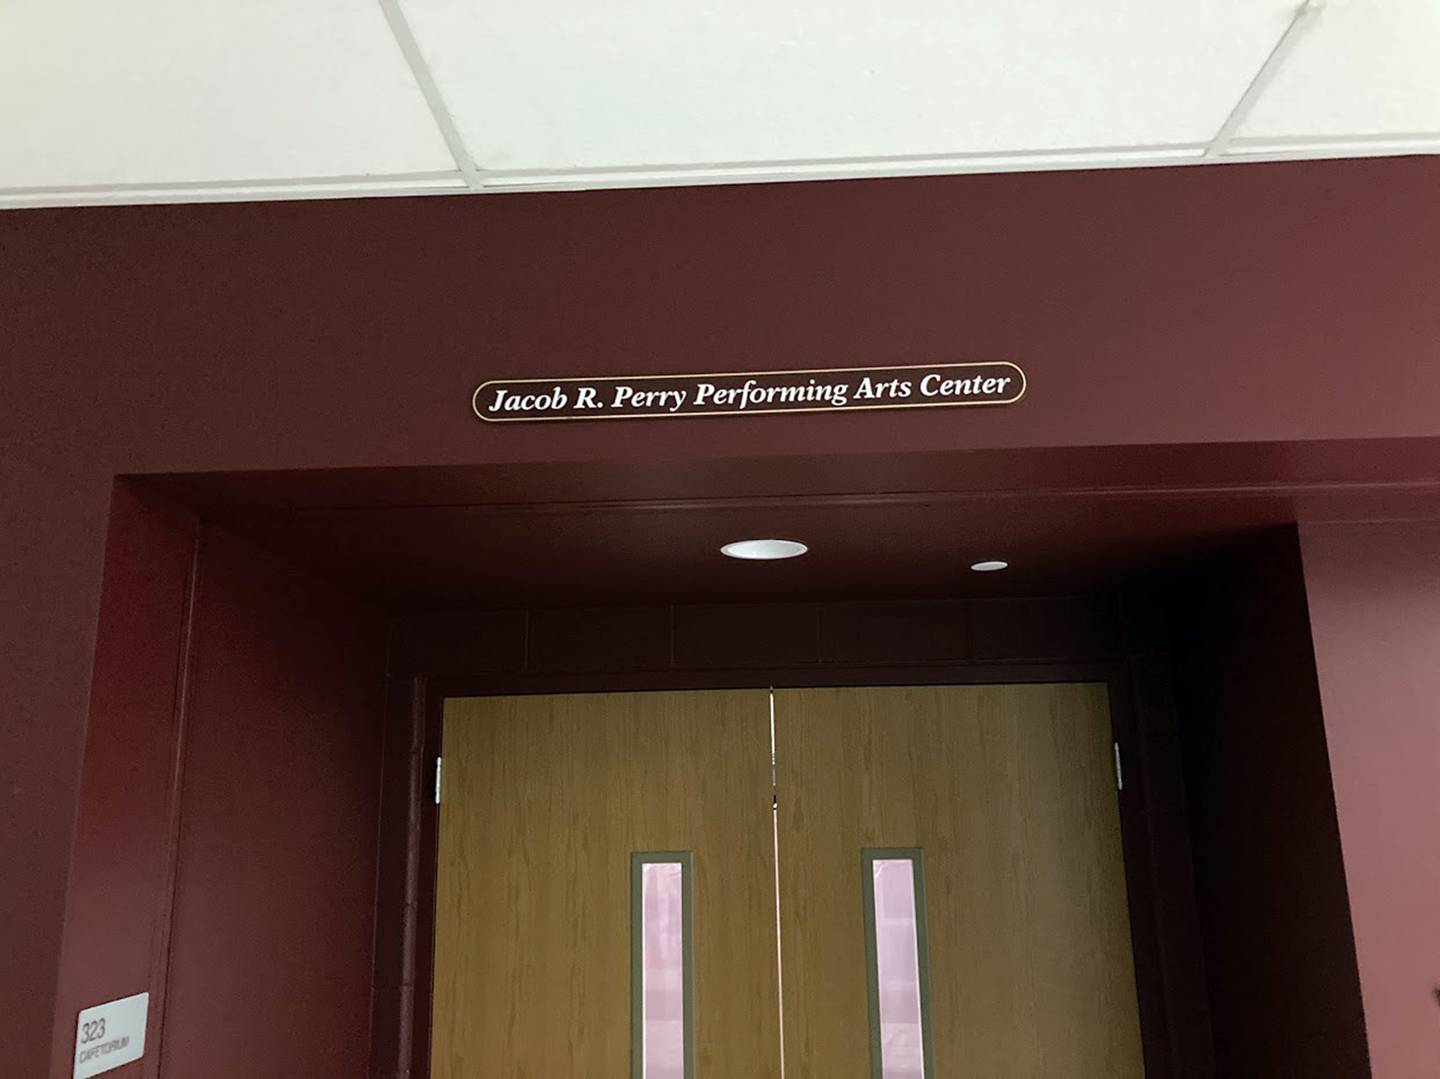 Jacob R. Perry Performing Arts Center
323
CAFETORIUM